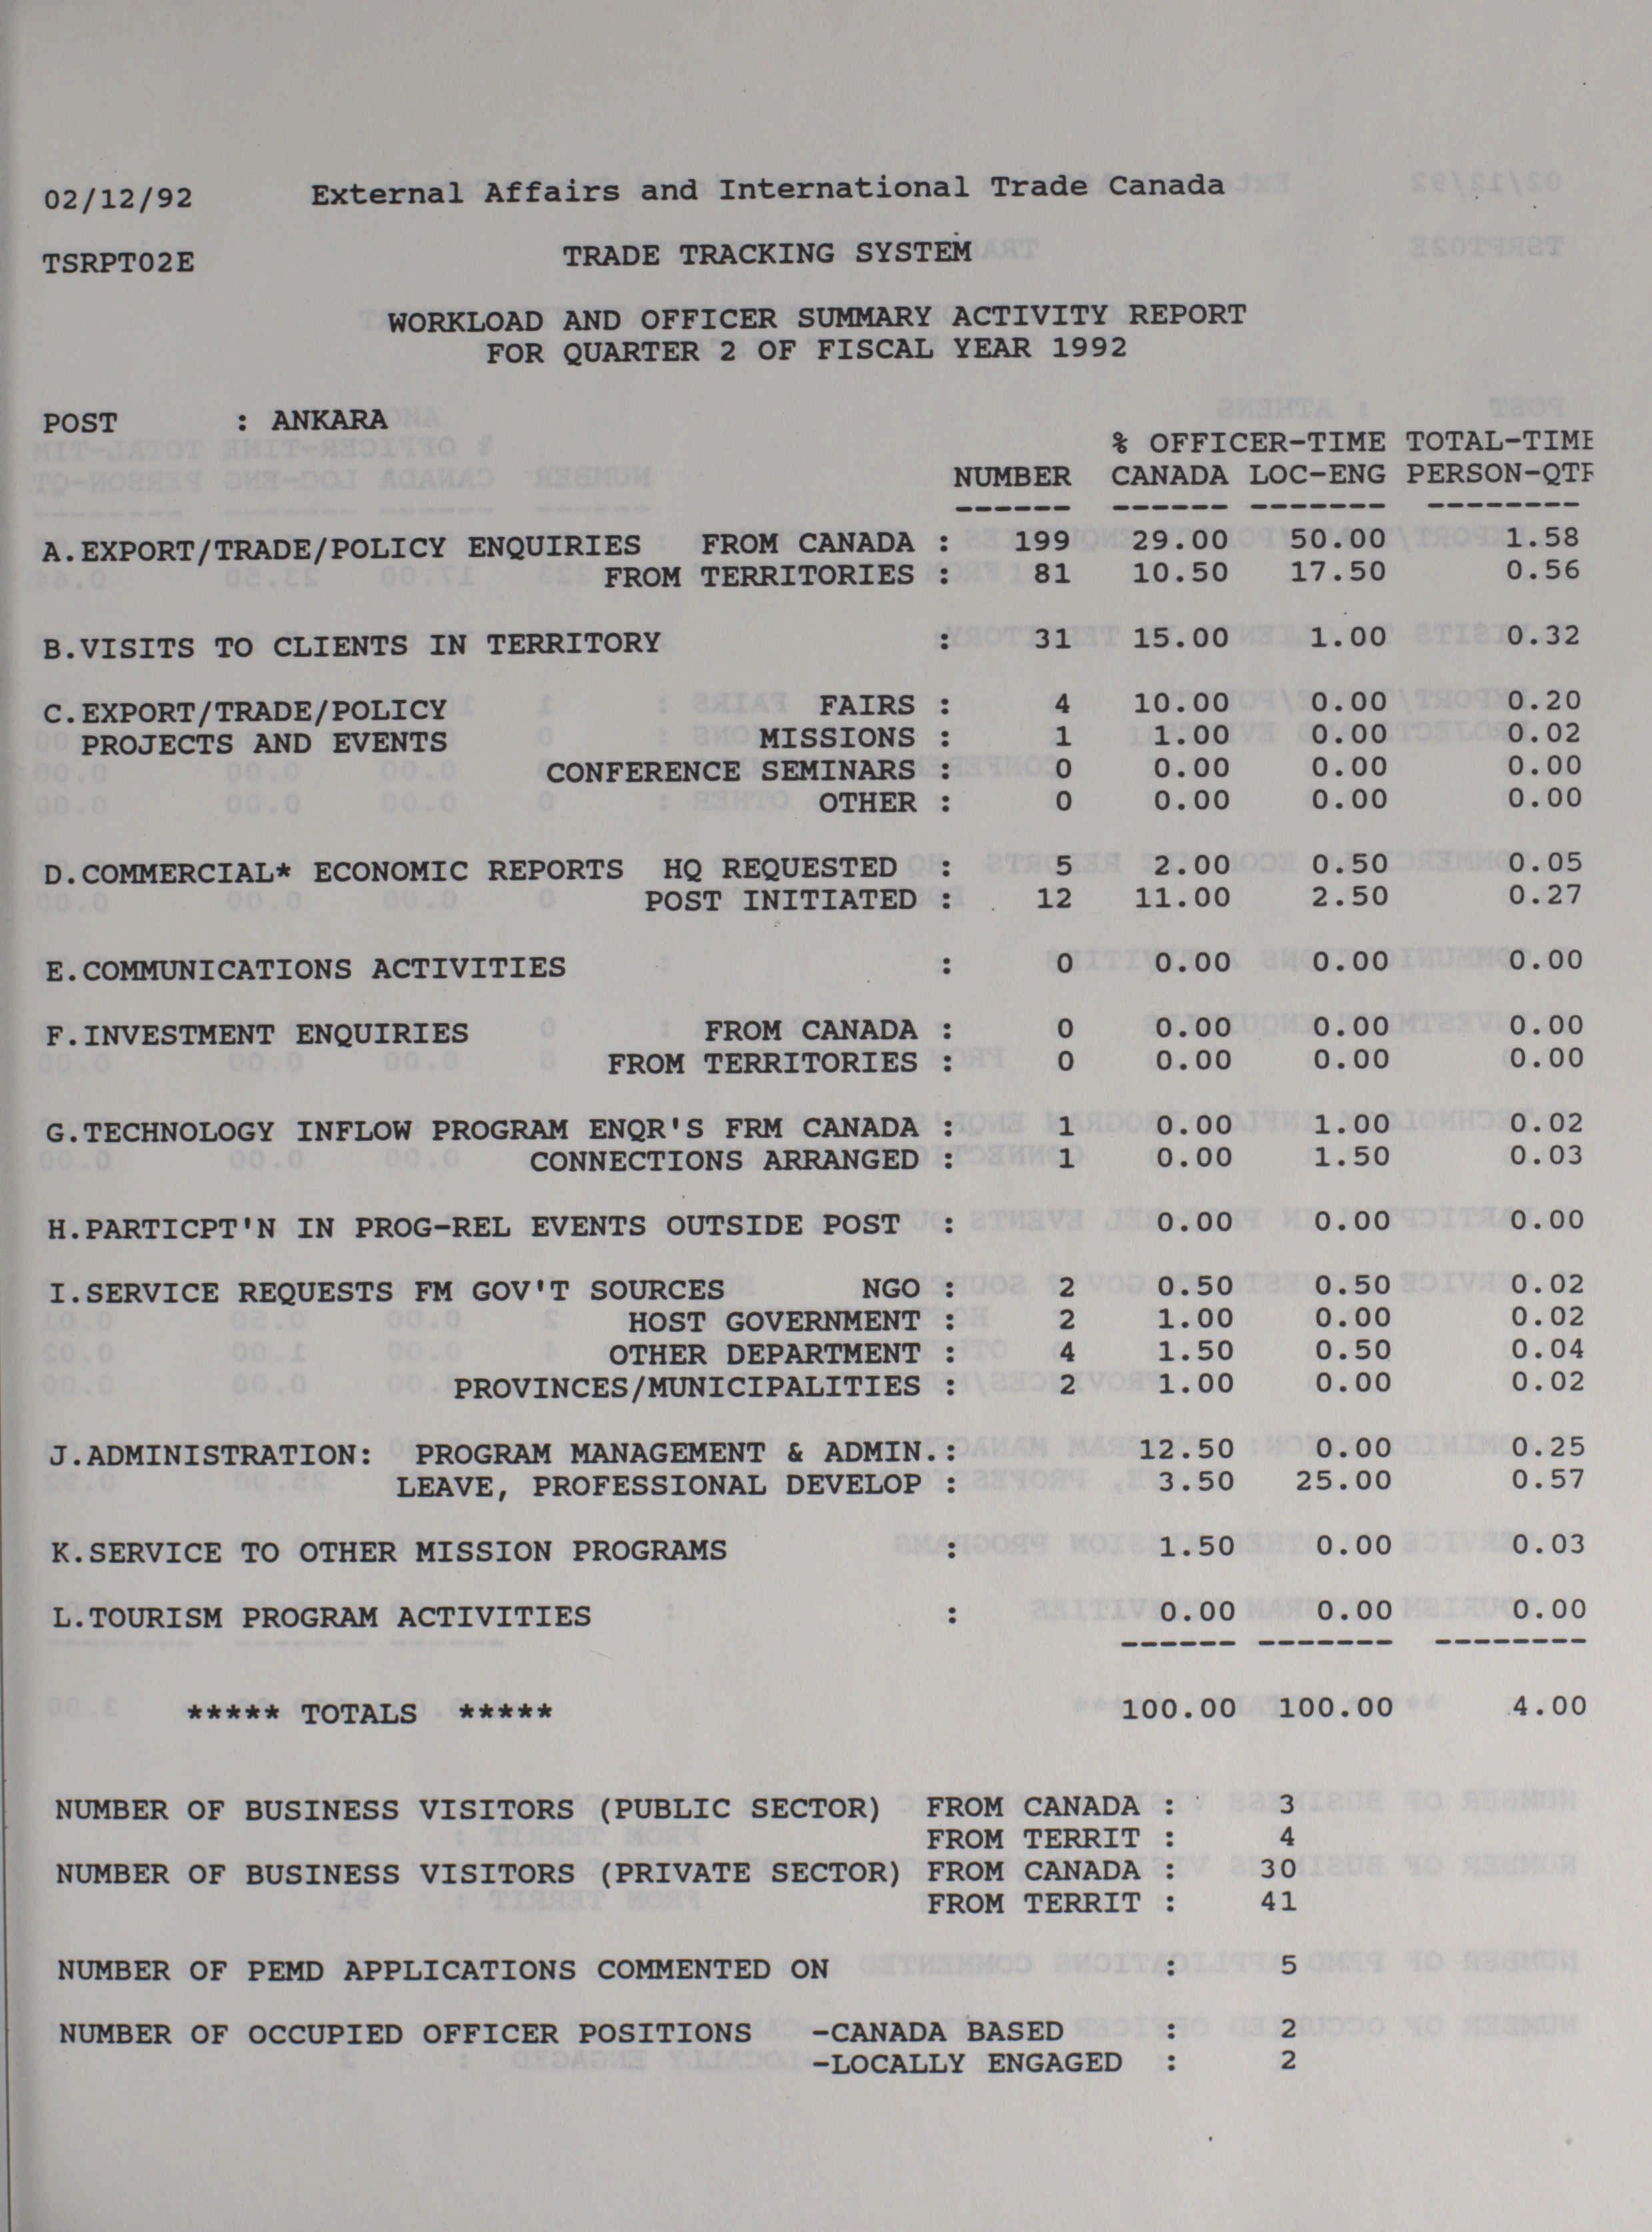 02/12/92 External Affairs and International Trade Canada
TSRPT02E TRADE TRACKING SYSTEM
WORKLOAD AND OFFICER SUMMARY ACTIVITY REPORT
FOR QUARTER 2 OF FISCAL YEAR 1992
POST : ANKARA
% OFFICER-TIME TOTAL-TIME
NUMBER CANADA LOC-ENG PERSON-QTR
------ ------ ------- --------
A.EXPORT/TRADE/POLICY ENQUIRIES FROM CANADA : 199 29.00 50.00 1.58
FROM TERRITORIES : 81 10.50 17.50 0.56
B.VISITS TO CLIENTS IN TERRITORY : 31 15.00 1.00 0.32
C.EXPORT/TRADE/POLICY FAIRS : 4 10.00 0.00 0.20
PROJECTS AND EVENTS MISSIONS : 1 1.00 0.00 0.02
CONFERENCE SEMINARS : 0 0.00 0.00 0.00
OTHER : 0 0.00 0.00 0.00
D.COMMERCIAL* ECONOMIC REPORTS HQ REQUESTED : 5 2.00 0.50 0.05
POST INITIATED : 12 11.00 2.50 0.27
E.COMMUNICATIONS ACTIVITIES : 0 0.00 0.00 0.00
F.INVESTMENT ENQUIRIES FROM CANADA : 0 0.00 0.00 0.00
FROM TERRITORIES : 0 0.00 0.00 0.00
G.TECHNOLOGY INFLOW PROGRAM ENQR'S FRM CANADA : 1 0.00 1.00 0.02
CONNECTIONS ARRANGED : 1 0.00 1.50 0.03
H.PARTICPT'N IN PROG-REL EVENTS OUTSIDE POST : 0.00 0.00 0.00
I.SERVICE REQUESTS FM GOV'T SOURCES NGO : 2 0.50 0.50 0.02
HOST GOVERNMENT : 2 1.00 0.00 0.02
OTHER DEPARTMENT : 4 1.50 0.50 0.04
PROVINCES/MUNICIPALITIES : 2 1.00 0.00 0.02
J.ADMINISTRATION: PROGRAM MANAGEMENT & ADMIN.: 12.50 0.00 0.25
LEAVE, PROFESSIONAL DEVELOP : 3.50 25.00 0.57
K.SERVICE TO OTHER MISSION PROGRAMS : 1.50 0.00 0.03
L.TOURISM PROGRAM ACTIVITIES : 0.00 0.00 0.00
------ ------- --------
***** TOTALS ***** 100.00 100.00 4.00
NUMBER OF BUSINESS VISITORS (PUBLIC SECTOR) FROM CANADA : 3
FROM TERRIT : 4
NUMBER OF BUSINESS VISITORS (PRIVATE SECTOR) FROM CANADA : 30
FROM TERRIT : 41
NUMBER OF PEMD APPLICATIONS COMMENTED ON : 5
NUMBER OF OCCUPIED OFFICER POSITIONS -CANADA BASED : 2
-LOCALLY ENGAGED : 2